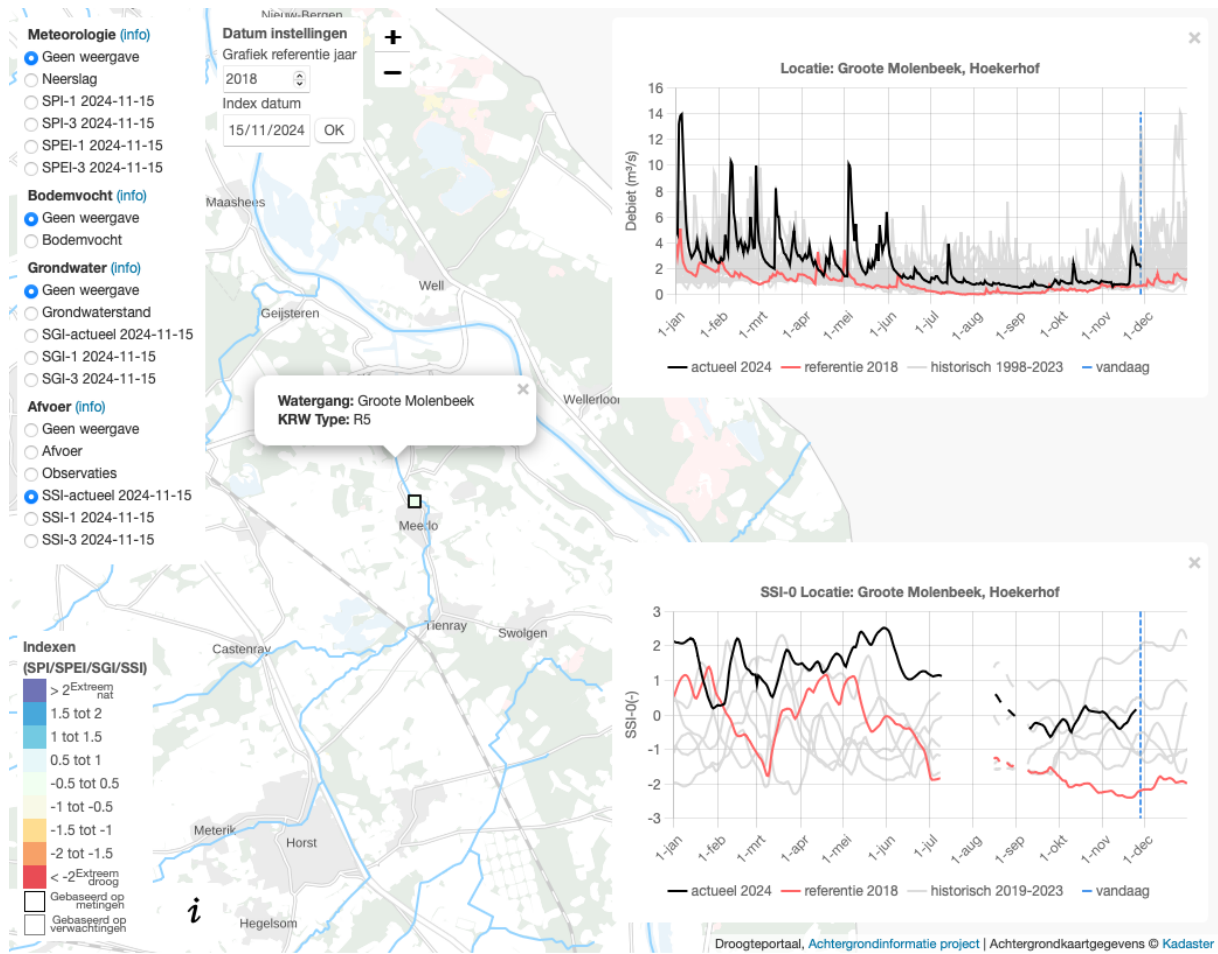 Meteorologie (info)
Geen weergave
Neerslag
SPI-1 2024-11-15
SPI-3 2024-11-15
SPEI-1 2024-11-15
SPEI-3 2024-11-15
Bodemvocht (info)
Geen weergave
Bodemvocht
Grondwater (info)
Geen weergave
Grondwaterstand
SGI-actueel 2024-11-15
SGI-1 2024-11-15
SGI-3 2024-11-15
Afvoer (info)
Geen weergave
Afvoer
Observaties
SSI-actueel 2024-11-15
SSI-1 2024-11-15
SSI-3 2024-11-15
Indexen
(SPI/SPEI/SGI/SSI)
> 2 Extreem nat
1.5 tot 2
1 tot 1.5
0.5 tot 1
-0.5 tot 0.5
-1 tot -0.5
-1.5 tot -1
-2 tot -1.5
< -2 Extreem droog
Gebaseerd op
metingen
Gebaseerd op
verwachtingen
Datum instellingen
Grafiek referentie jaar
2018
Index datum
15/11/2024 OK
+
−
Nieuw-Bergen
Maashees
Well
Geijsteren
Wellerlooi
×
Watergang: Groote Molenbeek
KRW Type: R5
Meerlo
Tienray
Swolgen
Castenray
Meterik
Horst
Hegelsom
i
×
Locatie: Groote Molenbeek, Hoekerhof
Debiet (m³/s)
16
14
12
10
8
6
4
2
0
1-jan 1-feb 1-mrt 1-apr 1-mei 1-jun 1-jul 1-aug 1-sep 1-okt 1-nov 1-dec
actueel 2024 referentie 2018 historisch 1998-2023 vandaag
×
SSI-0 Locatie: Groote Molenbeek, Hoekerhof
SSI-0(-)
3
2
1
0
-1
-2
-3
1-jan 1-feb 1-mrt 1-apr 1-mei 1-jun 1-jul 1-aug 1-sep 1-okt 1-nov 1-dec
actueel 2024 referentie 2018 historisch 2019-2023 vandaag
Droogteportaal, Achtergrondinformatie project | Achtergrondkaartgegevens © Kadaster